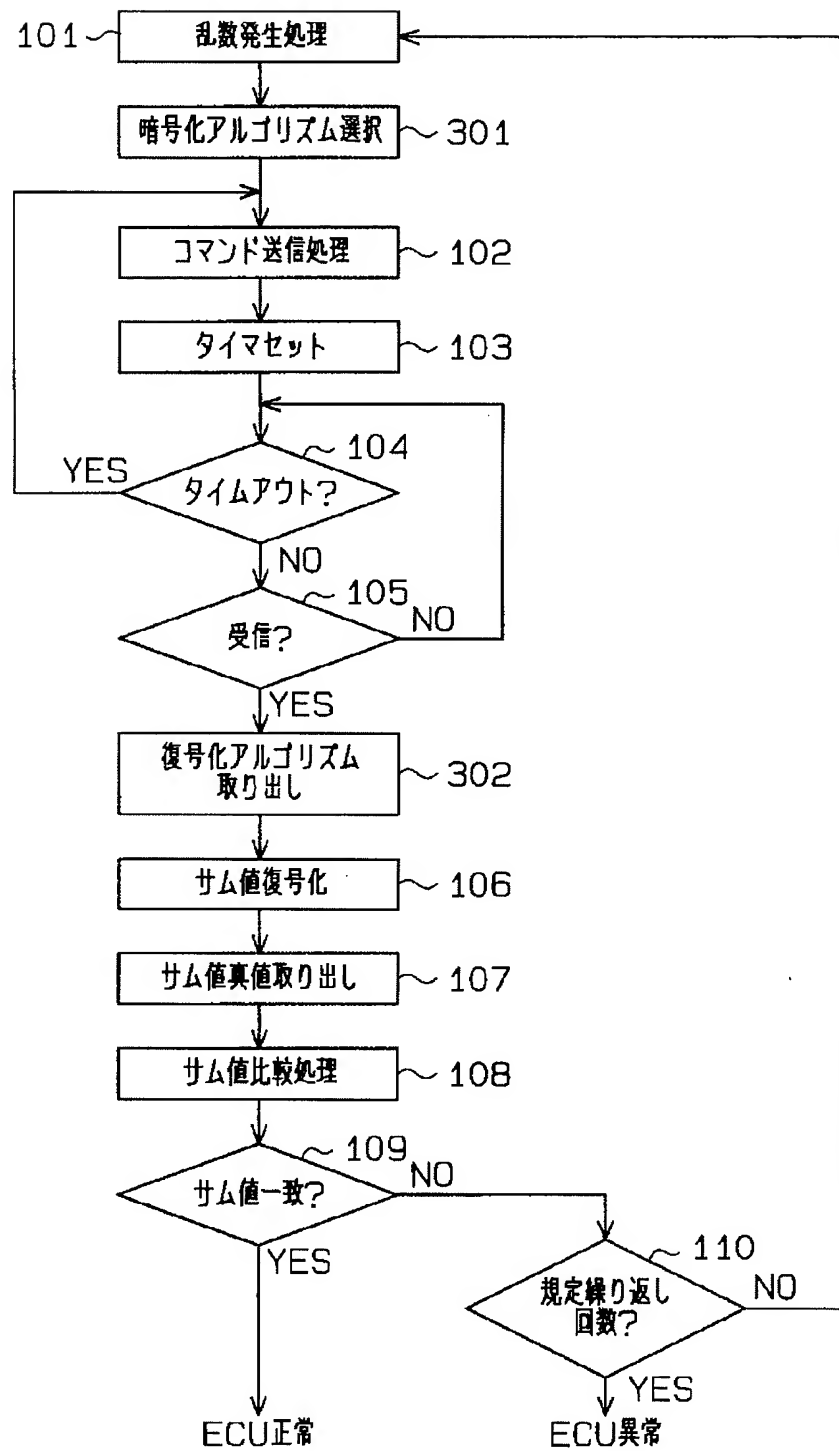 101
乱数発生処理
暗号化アルゴリズム選択
301
コマンド送信処理
102
タイマセット
103
YES
104
タイムアウト?
NO
105
受信?
NO
YES
復号化アルゴリズム
取り出し
302
サム値復号化
106
サム値真値取り出し
107
サム値比較処理
108
109
サム値一致?
NO
YES
110
規定繰り返し
回数?
NO
YES
ECU正常
ECU異常